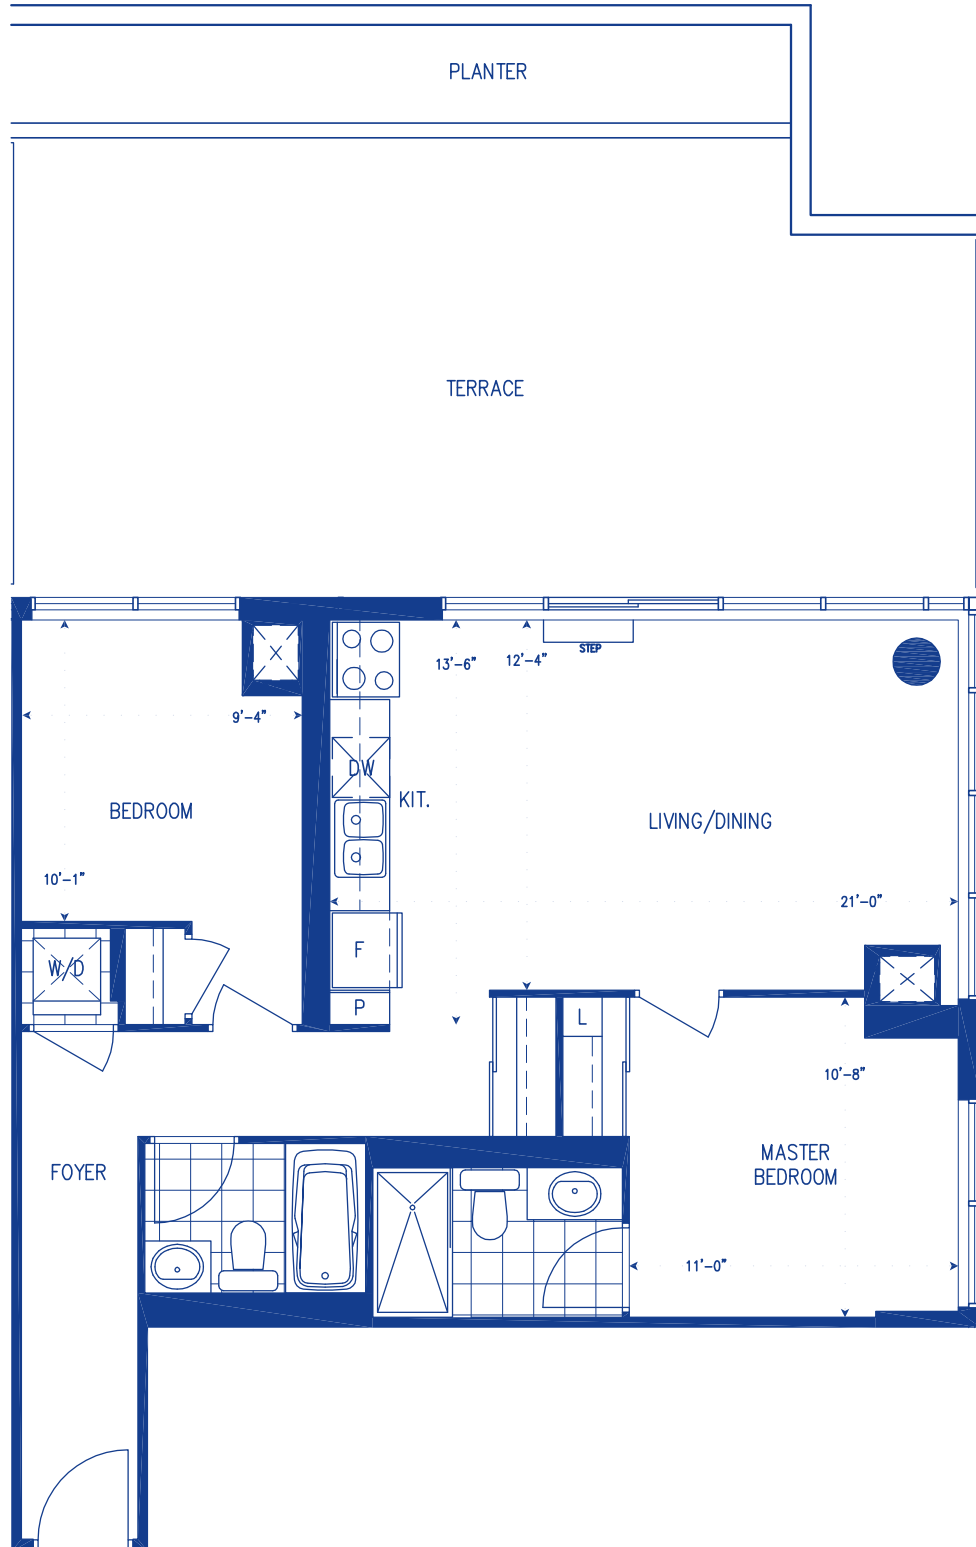 PLANTER
TERRACE
STEP
13'-6"
12'-4"
9'-4"
DW
KIT.
BEDROOM
LIVING/DINING
10'-1"
21'-0"
F
W/D
P
L
10'-8"
FOYER
MASTER
BEDROOM
11'-0"